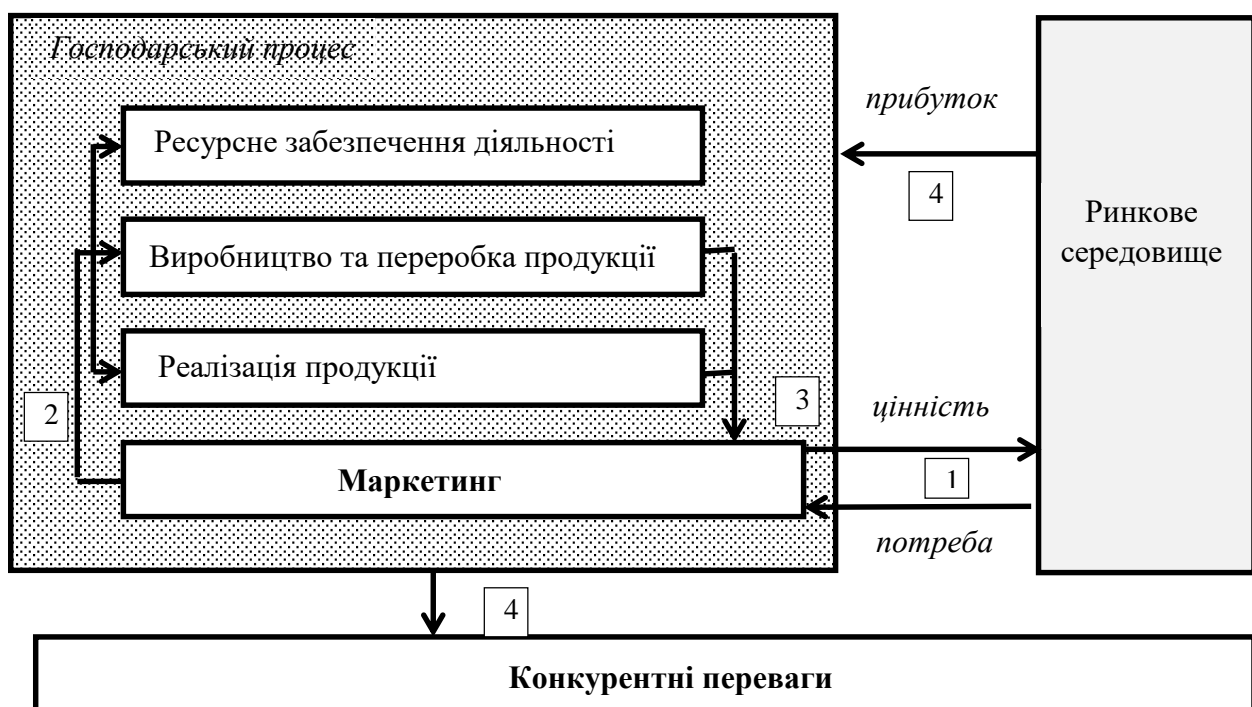 Господарський процес
Ресурсне забезпечення діяльності
Виробництво та переробка продукції
Реалізація продукції
2
3
Маркетинг
прибуток
4
Ринкове
середовище
цінність
1
потреба
4
Конкурентні переваги